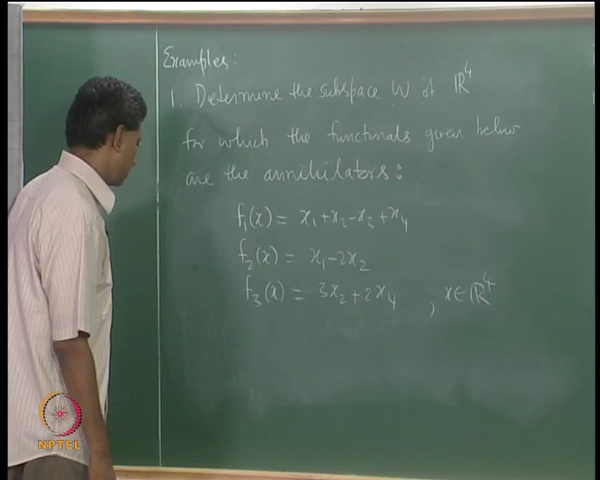 Examples:
1. Determine the subspace W of ℝ⁴
for which the functionals given below
are the annihilators:
f₁(x) = x₁+x₂-x₃+x₄
f₂(x) = x₁-2x₂
f₃(x) = 3x₂+2x₄ , x∈ℝ⁴
NPTEL